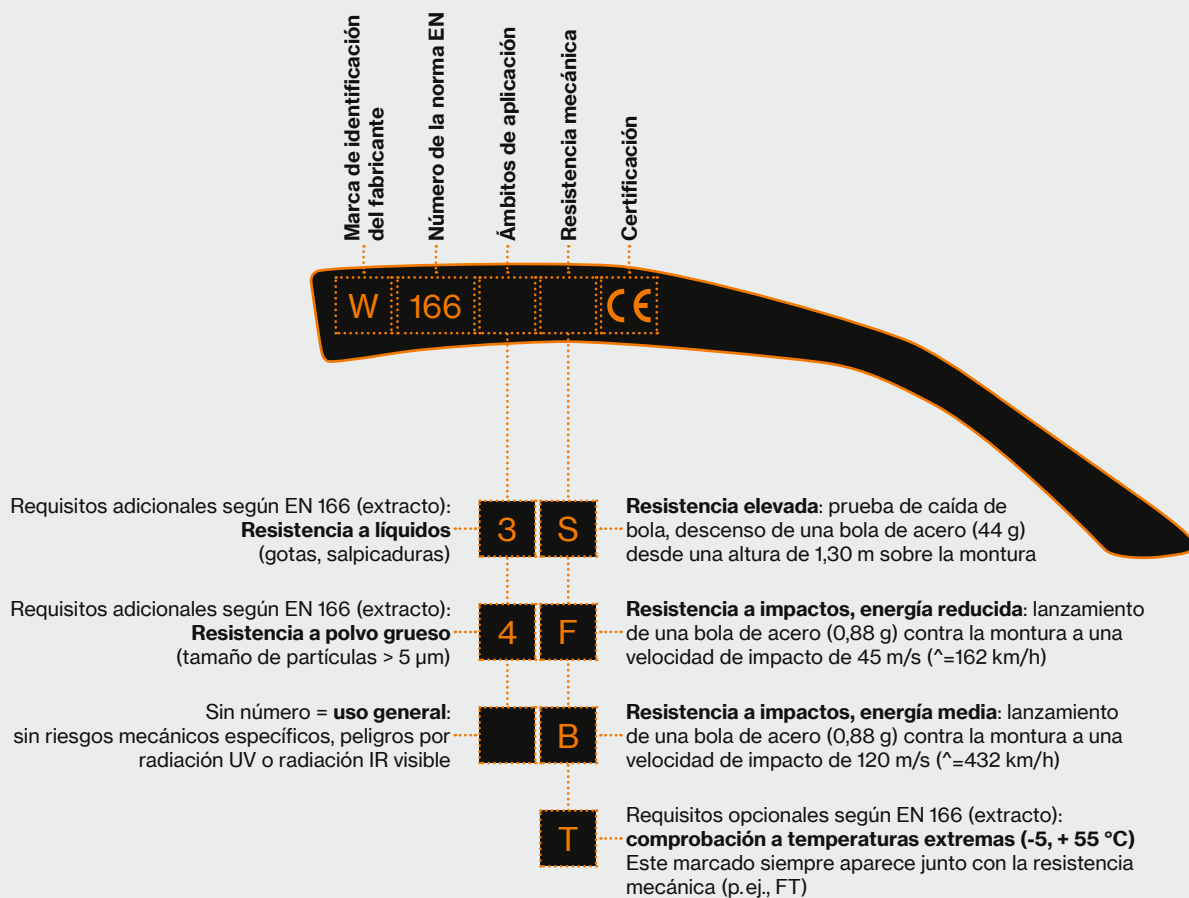 Marca de identificación
del fabricante
Número de la norma EN
Ámbitos de aplicación
Resistencia mecánica
Certificación
W
166
CE
Requisitos adicionales según EN 166 (extracto):
Resistencia a líquidos
(gotas, salpicaduras)
3
S
Resistencia elevada: prueba de caída de
bola, descenso de una bola de acero (44 g)
desde una altura de 1,30 m sobre la montura
Requisitos adicionales según EN 166 (extracto):
Resistencia a polvo grueso
(tamaño de partículas > 5 µm)
4
F
Resistencia a impactos, energía reducida: lanzamiento
de una bola de acero (0,88 g) contra la montura a una
velocidad de impacto de 45 m/s (^=162 km/h)
Sin número = uso general:
sin riesgos mecánicos específicos, peligros por
radiación UV o radiación IR visible
B
Resistencia a impactos, energía media: lanzamiento
de una bola de acero (0,88 g) contra la montura a una
velocidad de impacto de 120 m/s (^=432 km/h)
T
Requisitos opcionales según EN 166 (extracto):
comprobación a temperaturas extremas (-5, + 55 °C)
Este marcado siempre aparece junto con la resistencia
mecánica (p. ej., FT)